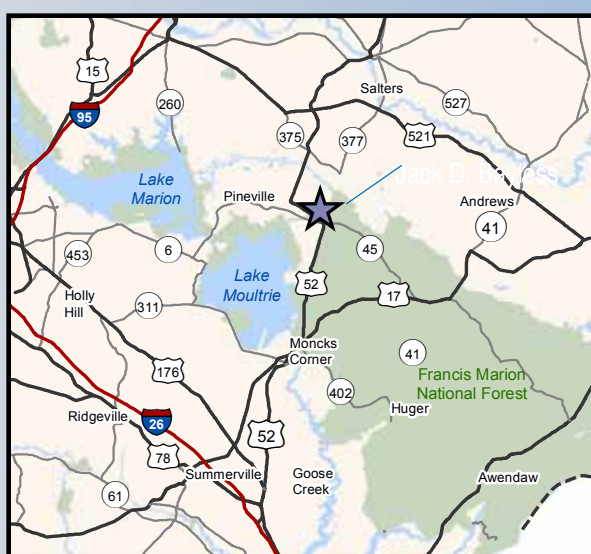 15
95
260
Salters
527
375
377
521
Lake
Marion
Pineville
Jack D. Bayless
Andrews
41
453
6
45
Lake
Moultrie
52
17
Holly
Hill
311
Moncks
Corner
41
176
Francis Marion
National Forest
402
Huger
Ridgeville
26
52
78
Summerville
Goose
Creek
Awendaw
61